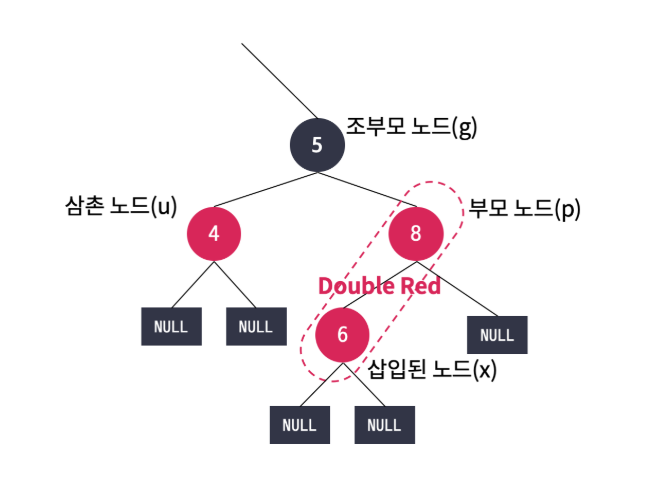 조부모 노드(g)
5
삼촌 노드(u)
부모 노드(p)
4
8
Double Red
NULL
NULL
6
NULL
삽입된 노드(x)
NULL
NULL